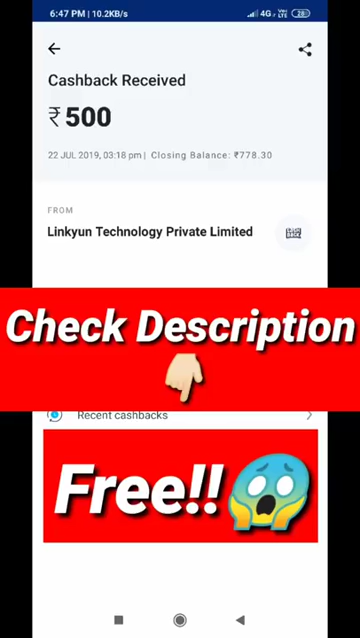 6:47 PM | 10.2KB/s 4G VoLTE 28
Cashback Received
₹500
22 JUL 2019, 03:18 pm | Closing Balance: ₹778.30
FROM
Linkyun Technology Private Limited
Check Description
Recent cashbacks
Free!!